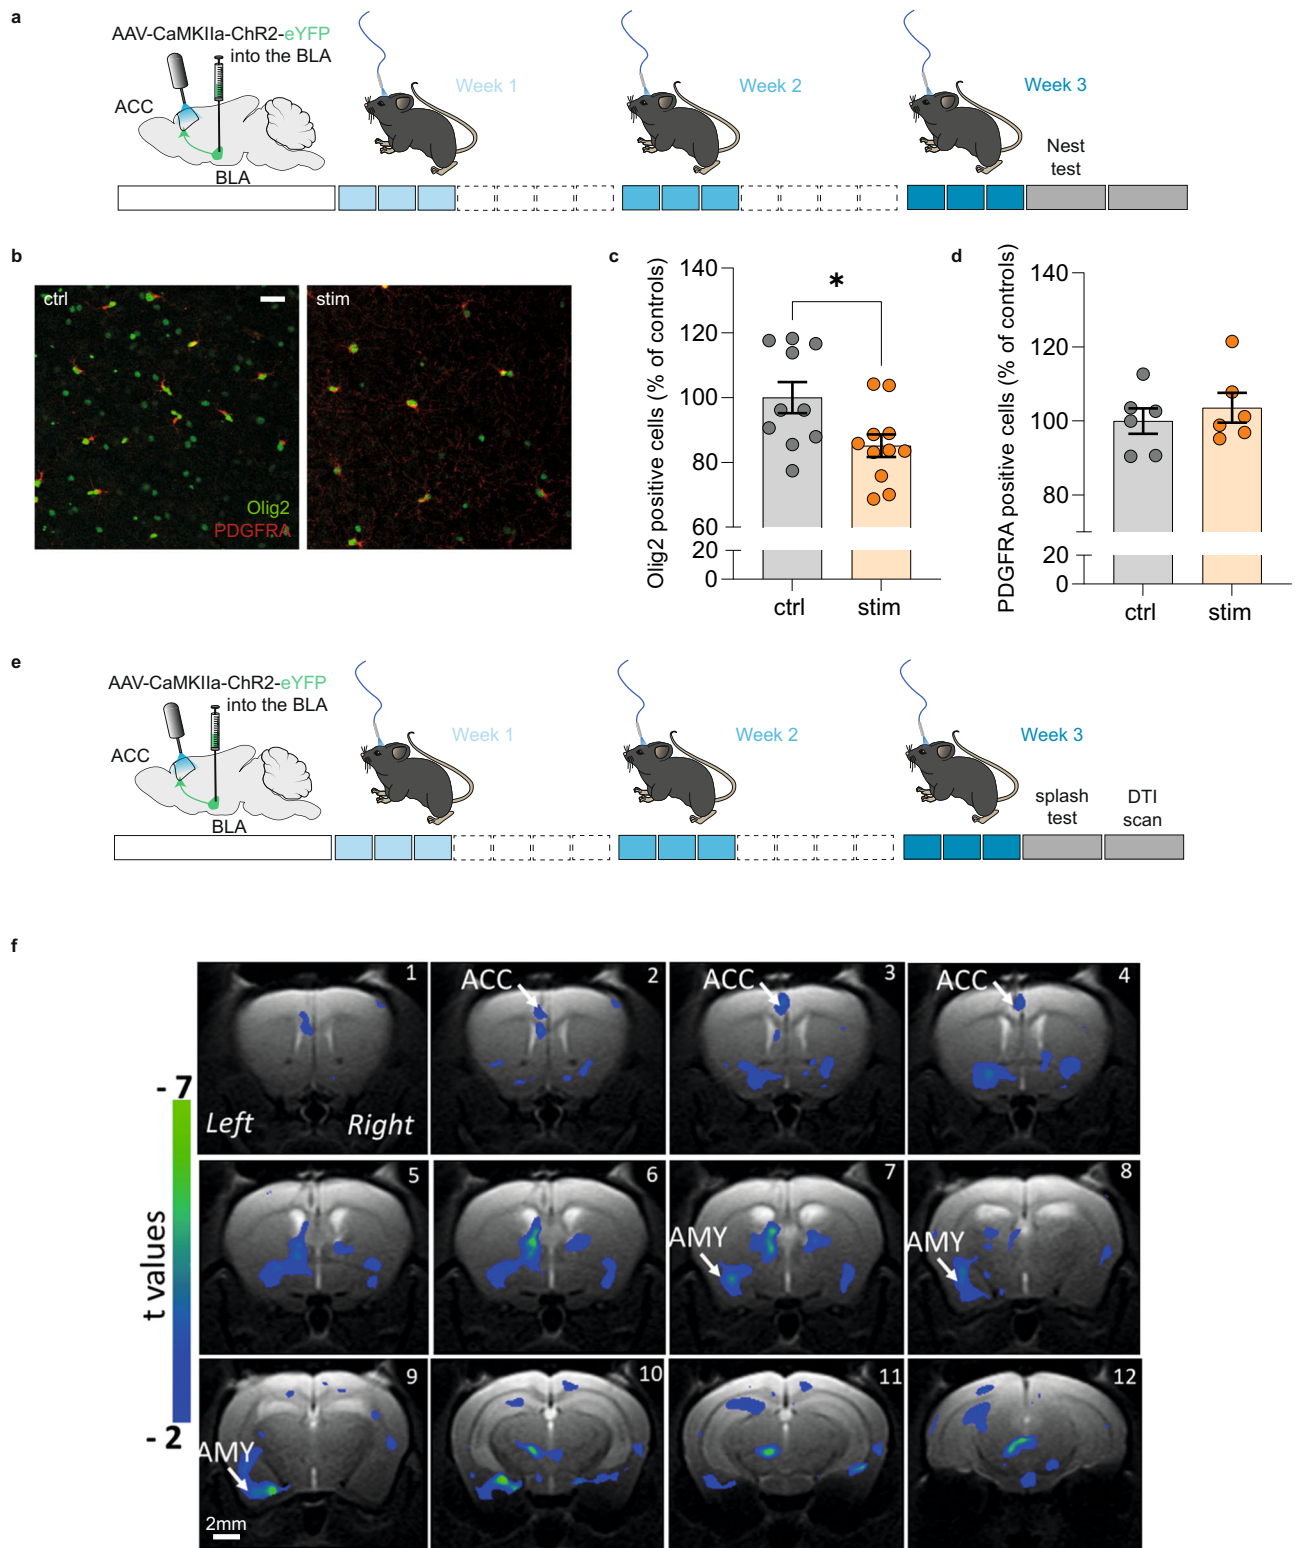 a
AAV-CaMKIIa-ChR2-eYFP
into the BLA
ACC
BLA
Week 1
Week 2
Week 3
Nest
test
b
ctrl
stim
Olig2
PDGFRA
c
Olig2 positive cells (% of controls)
140
120
100
80
60
20
0
*
ctrl
stim
d
PDGFRA positive cells (% of controls)
140
120
100
80
20
0
ctrl
stim
e
AAV-CaMKIIa-ChR2-eYFP
into the BLA
ACC
BLA
Week 1
Week 2
Week 3
splash
test
DTI
scan
f
- 7
t values
- 2
1
Left
Right
ACC
2
ACC
3
ACC
4
5
6
AMY
7
AMY
8
AMY
9
2mm
10
11
12